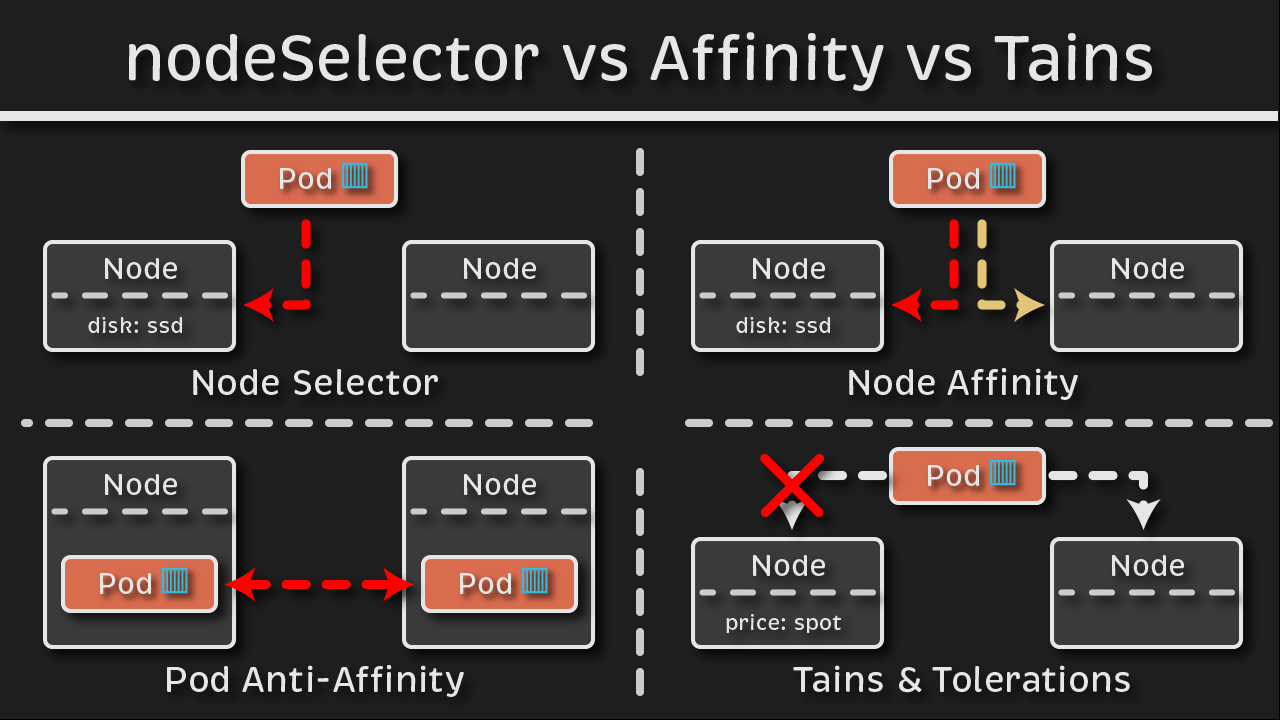 nodeSelector vs Affinity vs Tains
Pod
Node
disk: ssd
Node
Node Selector
Pod
Node
disk: ssd
Node
Node Affinity
Node
Pod
Node
Pod
Pod Anti-Affinity
Pod
Node
price: spot
Node
Tains & Tolerations